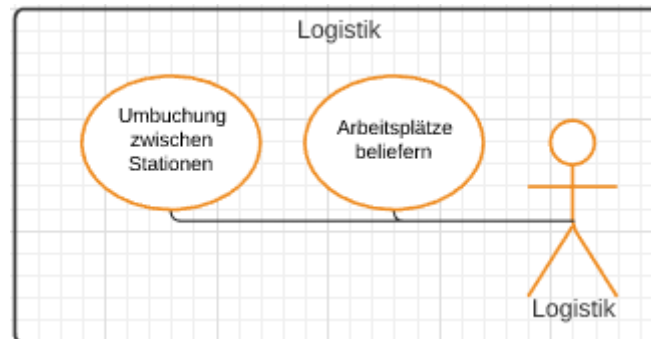 Logistik
Umbuchung
zwischen
Stationen
Arbeitsplätze
beliefern
Logistik